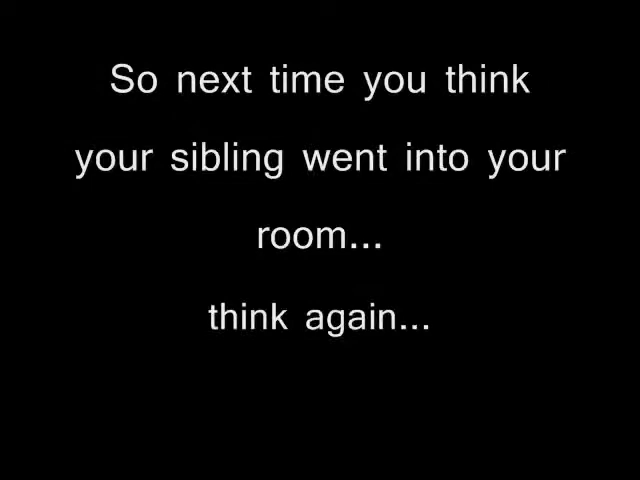 So next time you think
your sibling went into your
room...
think again...